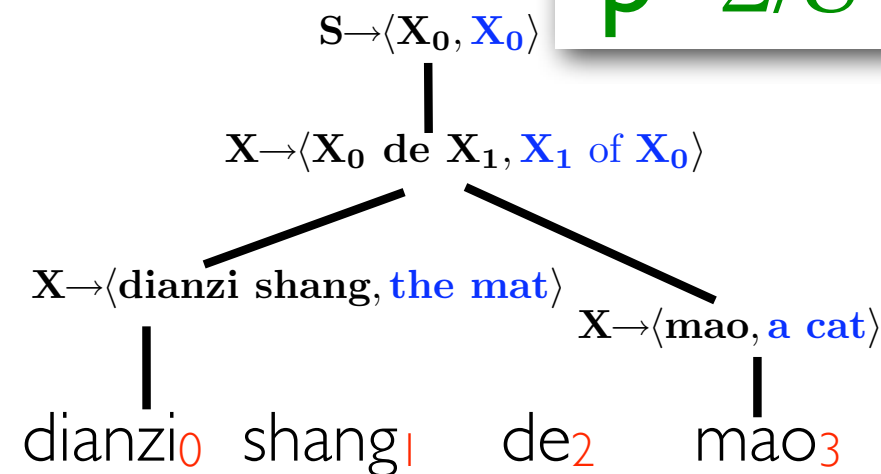 S→⟨X₀, X₀⟩
X→⟨X₀ de X₁, X₁ of X₀⟩
X→⟨dianzi shang, the mat⟩
X→⟨mao, a cat⟩
dianzi₀ shang₁ de₂ mao₃